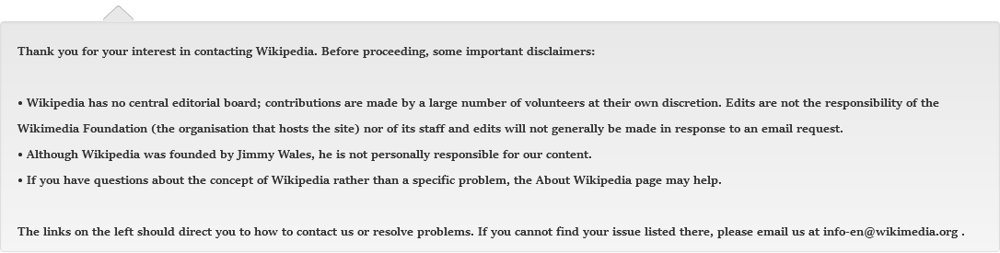 Thank you for your interest in contacting Wikipedia. Before proceeding, some important disclaimers:
• Wikipedia has no central editorial board; contributions are made by a large number of volunteers at their own discretion. Edits are not the responsibility of the
Wikimedia Foundation (the organisation that hosts the site) nor of its staff and edits will not generally be made in response to an email request.
• Although Wikipedia was founded by Jimmy Wales, he is not personally responsible for our content.
• If you have questions about the concept of Wikipedia rather than a specific problem, the About Wikipedia page may help.
The links on the left should direct you to how to contact us or resolve problems. If you cannot find your issue listed there, please email us at info-en@wikimedia.org .